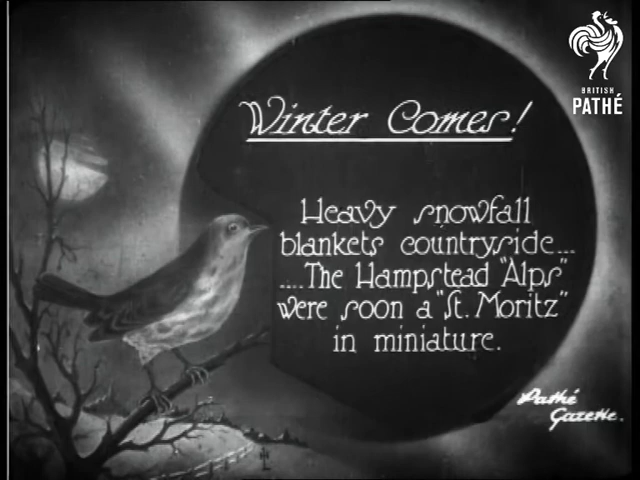 BRITISH
PATHÉ
Winter Comes!
Heavy snowfall
blankets countryside...
....The Hampstead "Alps"
were soon a "St. Moritz"
in miniature.
Pathé
Gazette.